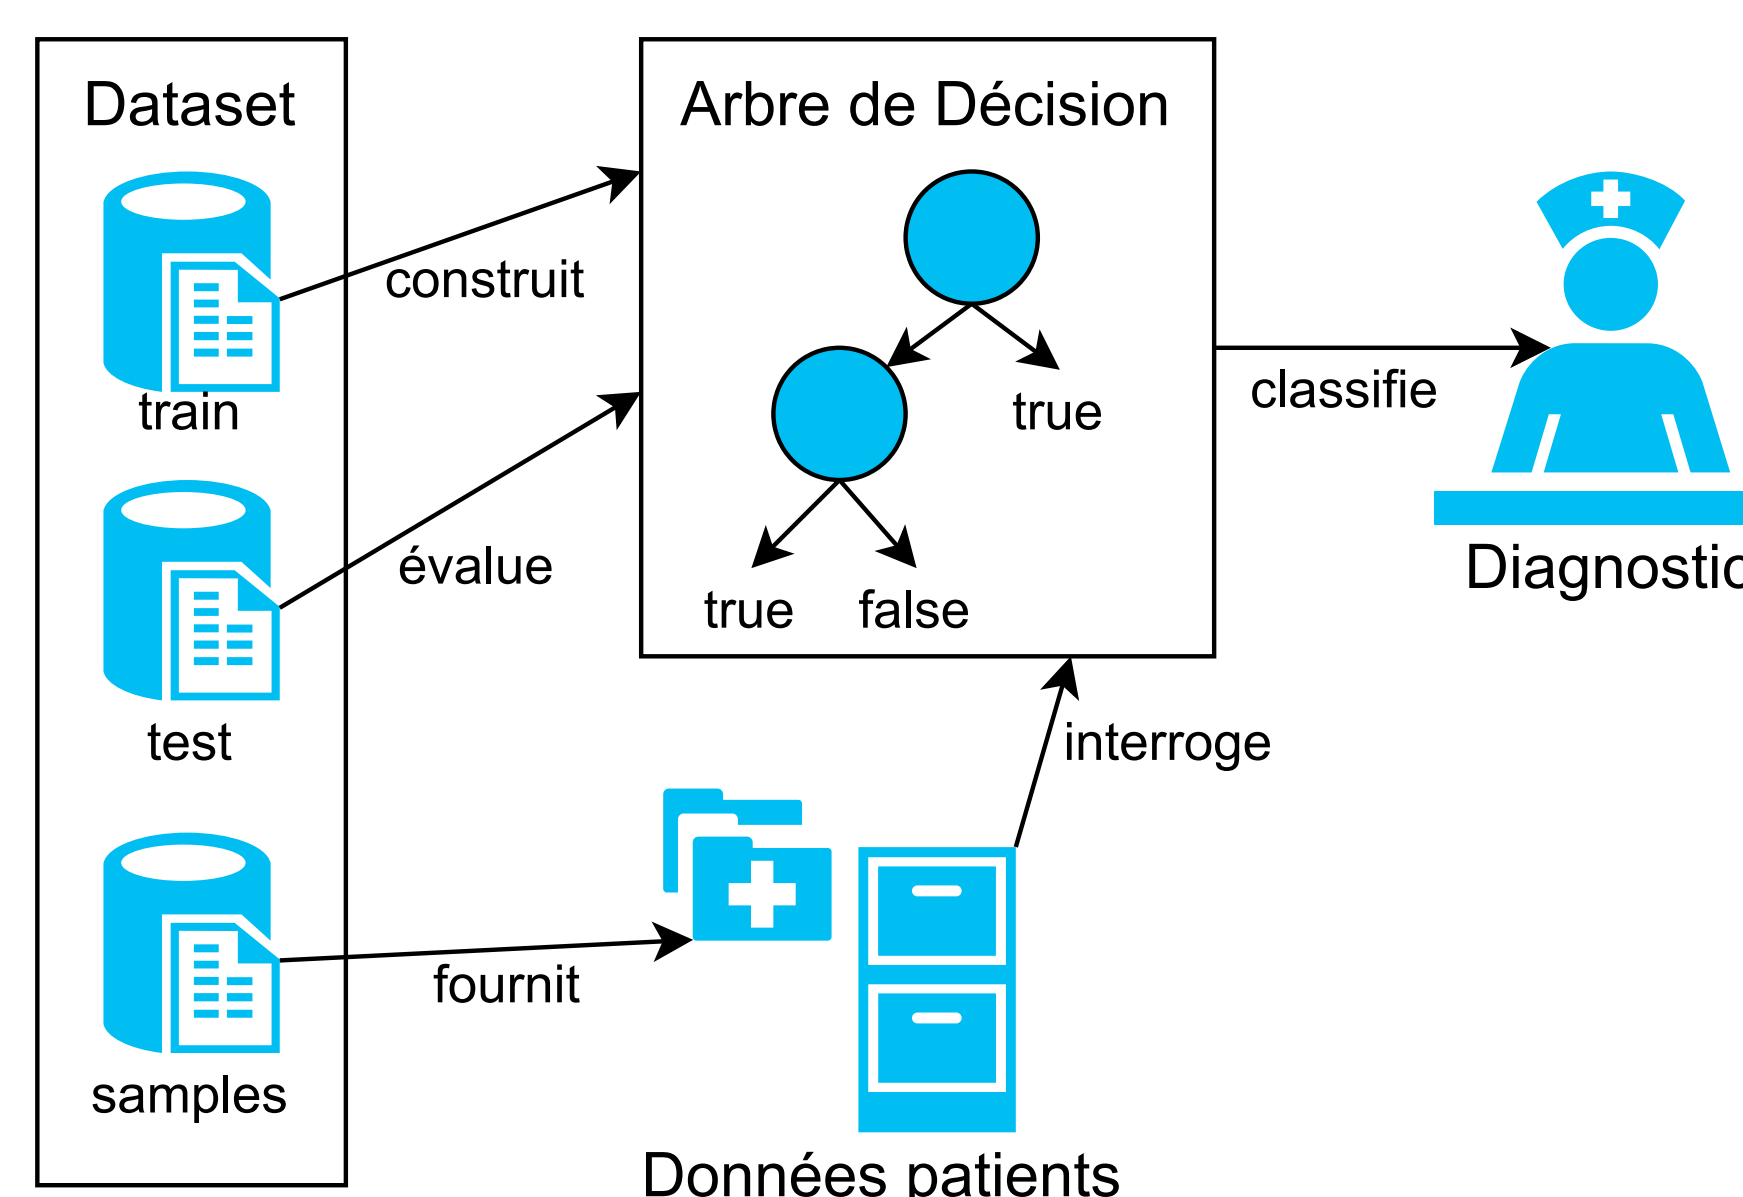 Dataset
train
test
samples
construit
évalue
fournit
Arbre de Décision
true
true false
interroge
Données patients
classifie
Diagnostic